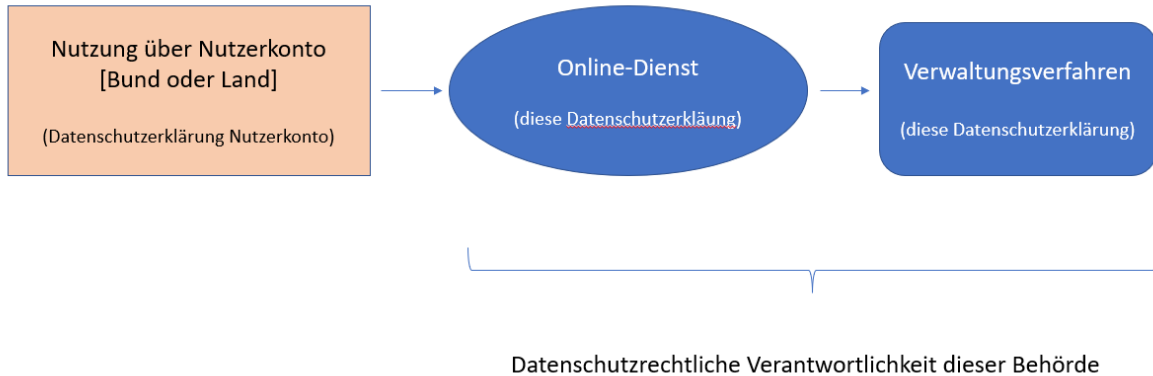 Nutzung über Nutzerkonto
[Bund oder Land]
(Datenschutzerklärung Nutzerkonto)
Online-Dienst
(diese Datenschutzerkläung)
Verwaltungsverfahren
(diese Datenschutzerklärung)
Datenschutzrechtliche Verantwortlichkeit dieser Behörde